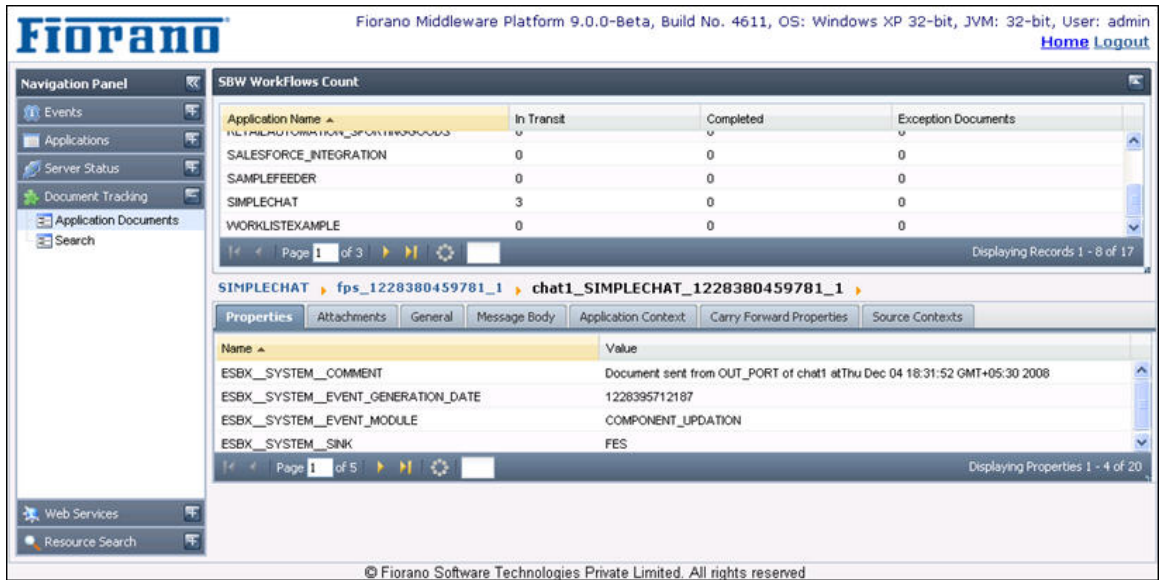 Fiorano
Fiorano Middleware Platform 9.0.0-Beta, Build No. 4611, OS: Windows XP 32-bit, JVM: 32-bit, User: admin
Home Logout
Navigation Panel
Events
Applications
Server Status
Document Tracking
Application Documents
Search
Web Services
Resource Search
SBW WorkFlows Count
Application Name In Transit Completed Exception Documents
RETAILAUTOMATION_SPORTINGGOODS 0 0 0
SALESFORCE_INTEGRATION 0 0 0
SAMPLEFEEDER 0 0 0
SIMPLECHAT 3 0 0
WORKLISTEXAMPLE 0 0 0
Page 1 of 3 Displaying Records 1 - 8 of 17
SIMPLECHAT fps_1228380459781_1 chat1_SIMPLECHAT_1228380459781_1
Properties Attachments General Message Body Application Context Carry Forward Properties Source Contexts
Name Value
ESBX__SYSTEM__COMMENT Document sent from OUT_PORT of chat1 atThu Dec 04 18:31:52 GMT+05:30 2008
ESBX__SYSTEM__EVENT_GENERATION_DATE 1228395712187
ESBX__SYSTEM__EVENT_MODULE COMPONENT_UPDATION
ESBX__SYSTEM__SINK FES
Page 1 of 5 Displaying Properties 1 - 4 of 20
© Fiorano Software Technologies Private Limited. All rights reserved